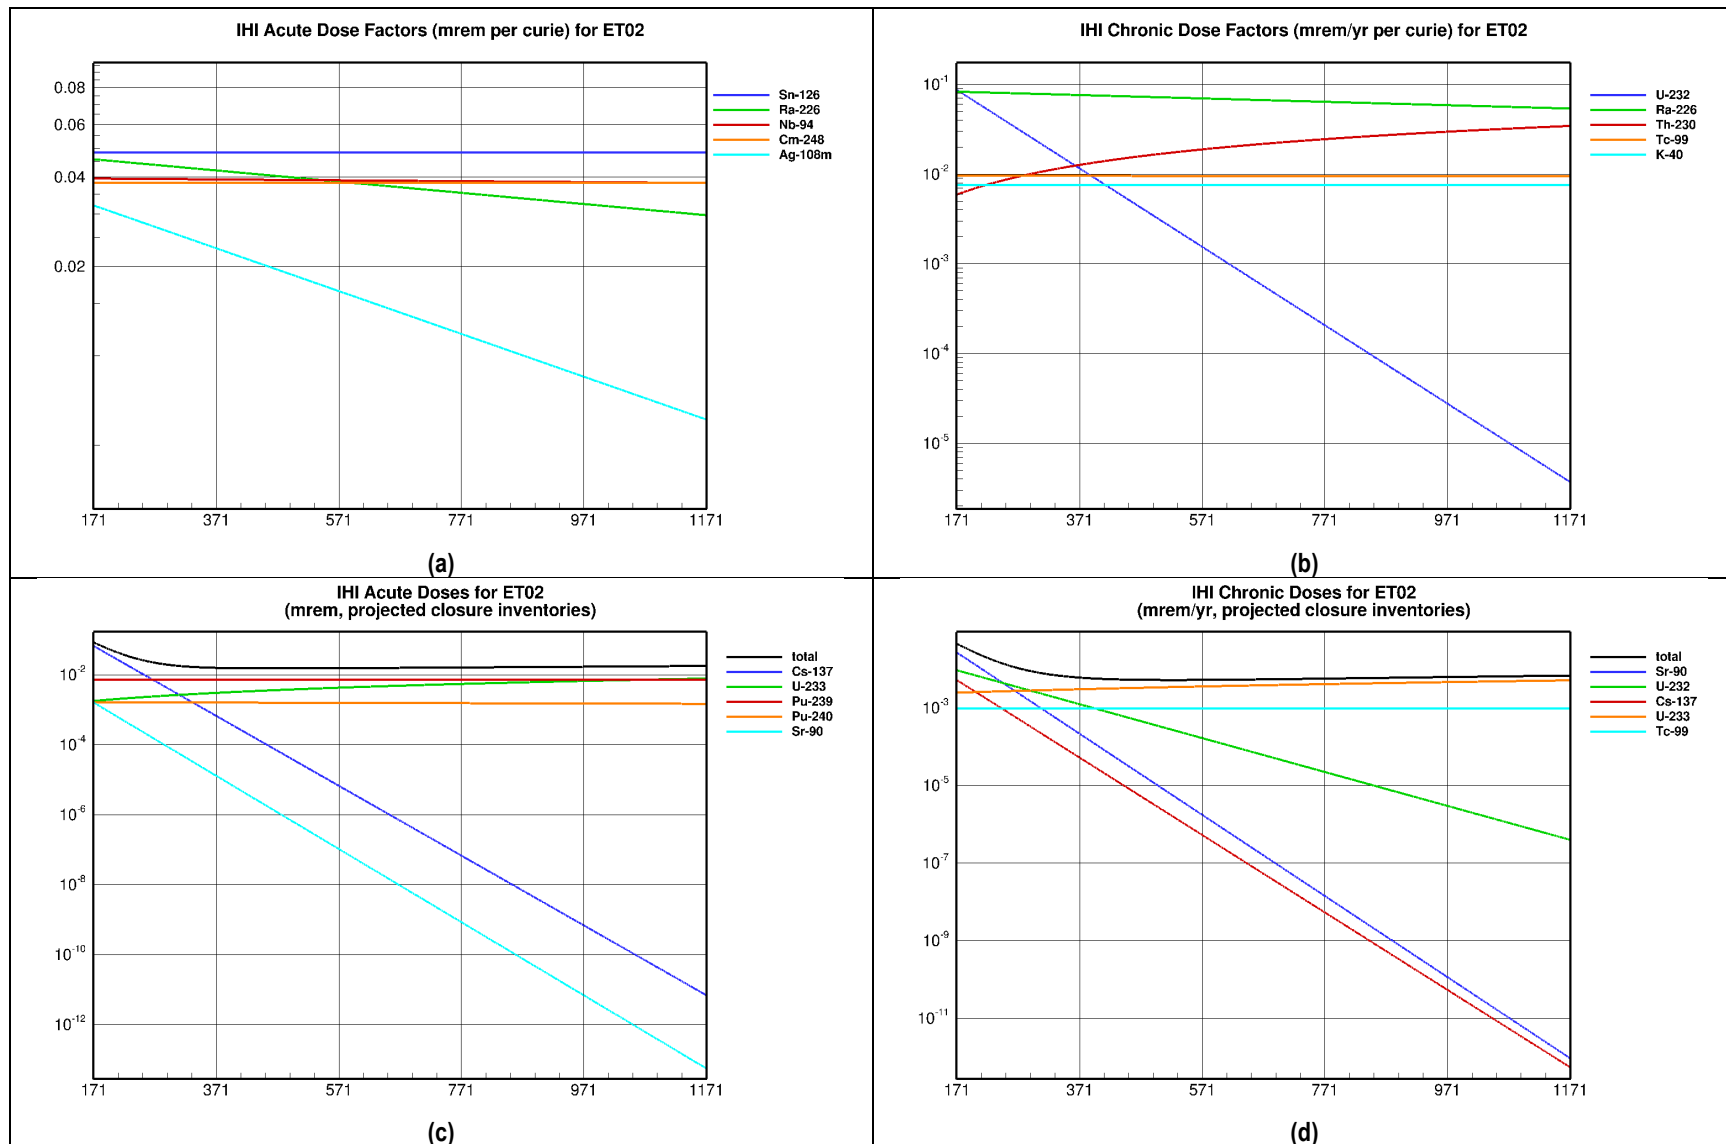 IHI Acute Dose Factors (mrem per curie) for ET02
0.08
0.06
0.04
0.02
171 371 571 771 971 1171
Sn-126
Ra-226
Nb-94
Cm-248
Ag-108m
(a)
IHI Chronic Dose Factors (mrem/yr per curie) for ET02
10⁻¹
10⁻²
10⁻³
10⁻⁴
10⁻⁵
171 371 571 771 971 1171
U-232
Ra-226
Th-230
Tc-99
K-40
(b)
IHI Acute Doses for ET02
(mrem, projected closure inventories)
10⁻²
10⁻⁴
10⁻⁶
10⁻⁸
10⁻¹⁰
10⁻¹²
171 371 571 771 971 1171
total
Cs-137
U-233
Pu-239
Pu-240
Sr-90
(c)
IHI Chronic Doses for ET02
(mrem/yr, projected closure inventories)
10⁻³
10⁻⁵
10⁻⁷
10⁻⁹
10⁻¹¹
171 371 571 771 971 1171
total
Sr-90
U-232
Cs-137
U-233
Tc-99
(d)